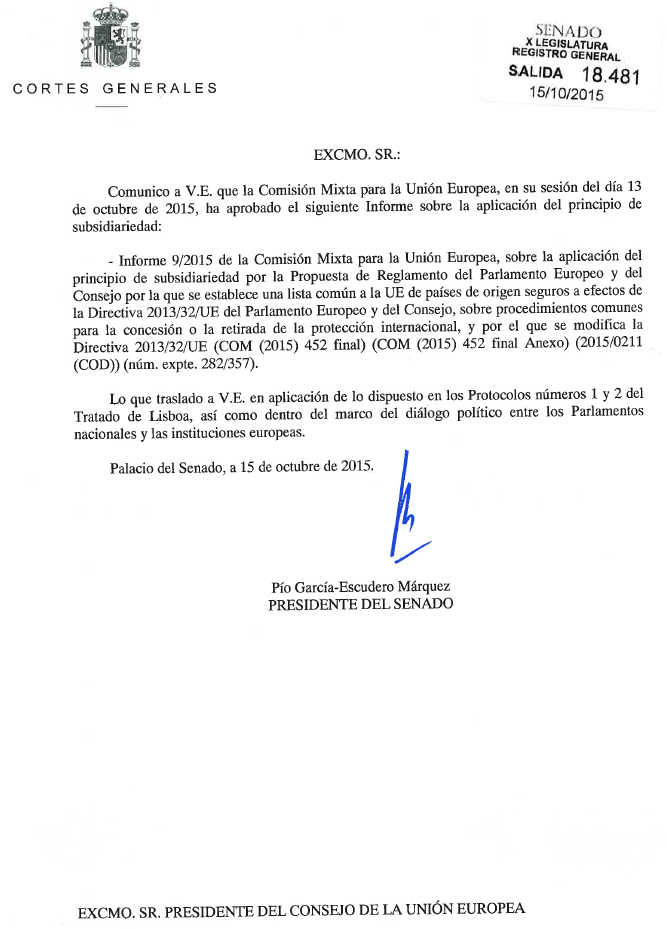 CORTES GENERALES
SENADO
X LEGISLATURA
REGISTRO GENERAL
SALIDA 18.481
15/10/2015
EXCMO. SR.:
Comunico a V.E. que la Comisión Mixta para la Unión Europea, en su sesión del día 13
de octubre de 2015, ha aprobado el siguiente Informe sobre la aplicación del principio de
subsidiariedad:
- Informe 9/2015 de la Comisión Mixta para la Unión Europea, sobre la aplicación del
principio de subsidiariedad por la Propuesta de Reglamento del Parlamento Europeo y del
Consejo por la que se establece una lista común a la UE de países de origen seguros a efectos de
la Directiva 2013/32/UE del Parlamento Europeo y del Consejo, sobre procedimientos comunes
para la concesión o la retirada de la protección internacional, y por el que se modifica la
Directiva 2013/32/UE (COM (2015) 452 final) (COM (2015) 452 final Anexo) (2015/0211
(COD)) (núm. expte. 282/357).
Lo que traslado a V.E. en aplicación de lo dispuesto en los Protocolos números 1 y 2 del
Tratado de Lisboa, así como dentro del marco del diálogo político entre los Parlamentos
nacionales y las instituciones europeas.
Palacio del Senado, a 15 de octubre de 2015.
Pío García-Escudero Márquez
PRESIDENTE DEL SENADO
EXCMO. SR. PRESIDENTE DEL CONSEJO DE LA UNIÓN EUROPEA